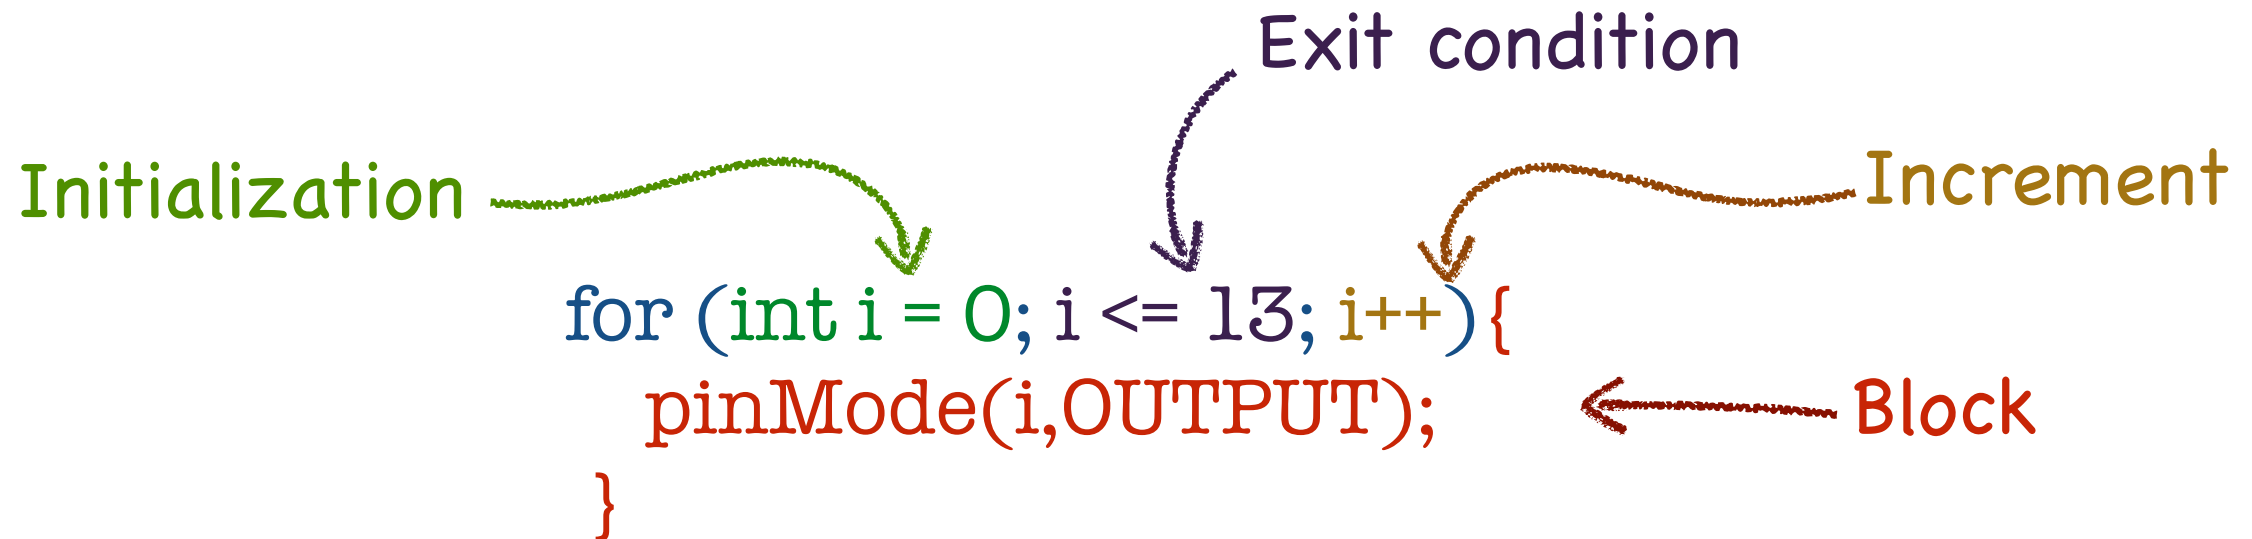 Exit condition
Initialization
Increment
for (int i = 0; i <= 13; i++){
pinMode(i,OUTPUT);
Block
}